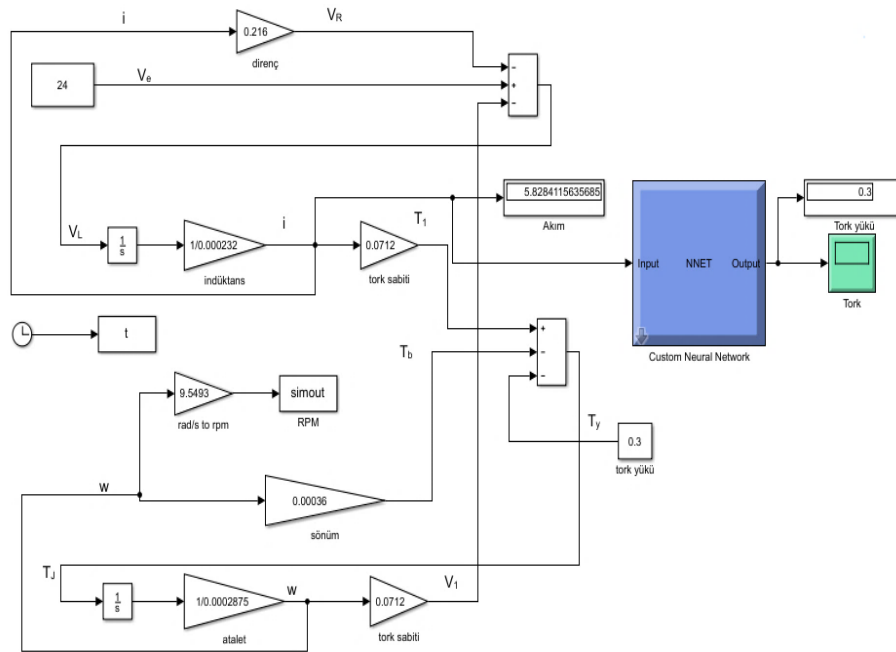 i
0.216
V_R
direnç
24
V_e
5.8284115635685
Akım
0.3
Tork yükü
V_L
1
s
1/0.000232
indüktans
i
T_1
0.0712
tork sabiti
Input
NNET
Output
Custom Neural Network
Tork
t
T_b
9.5493
rad/s to rpm
simout
RPM
T_y
0.3
tork yükü
w
0.00036
sönüm
T_J
1
s
1/0.0002875
atalet
w
0.0712
tork sabiti
V_1